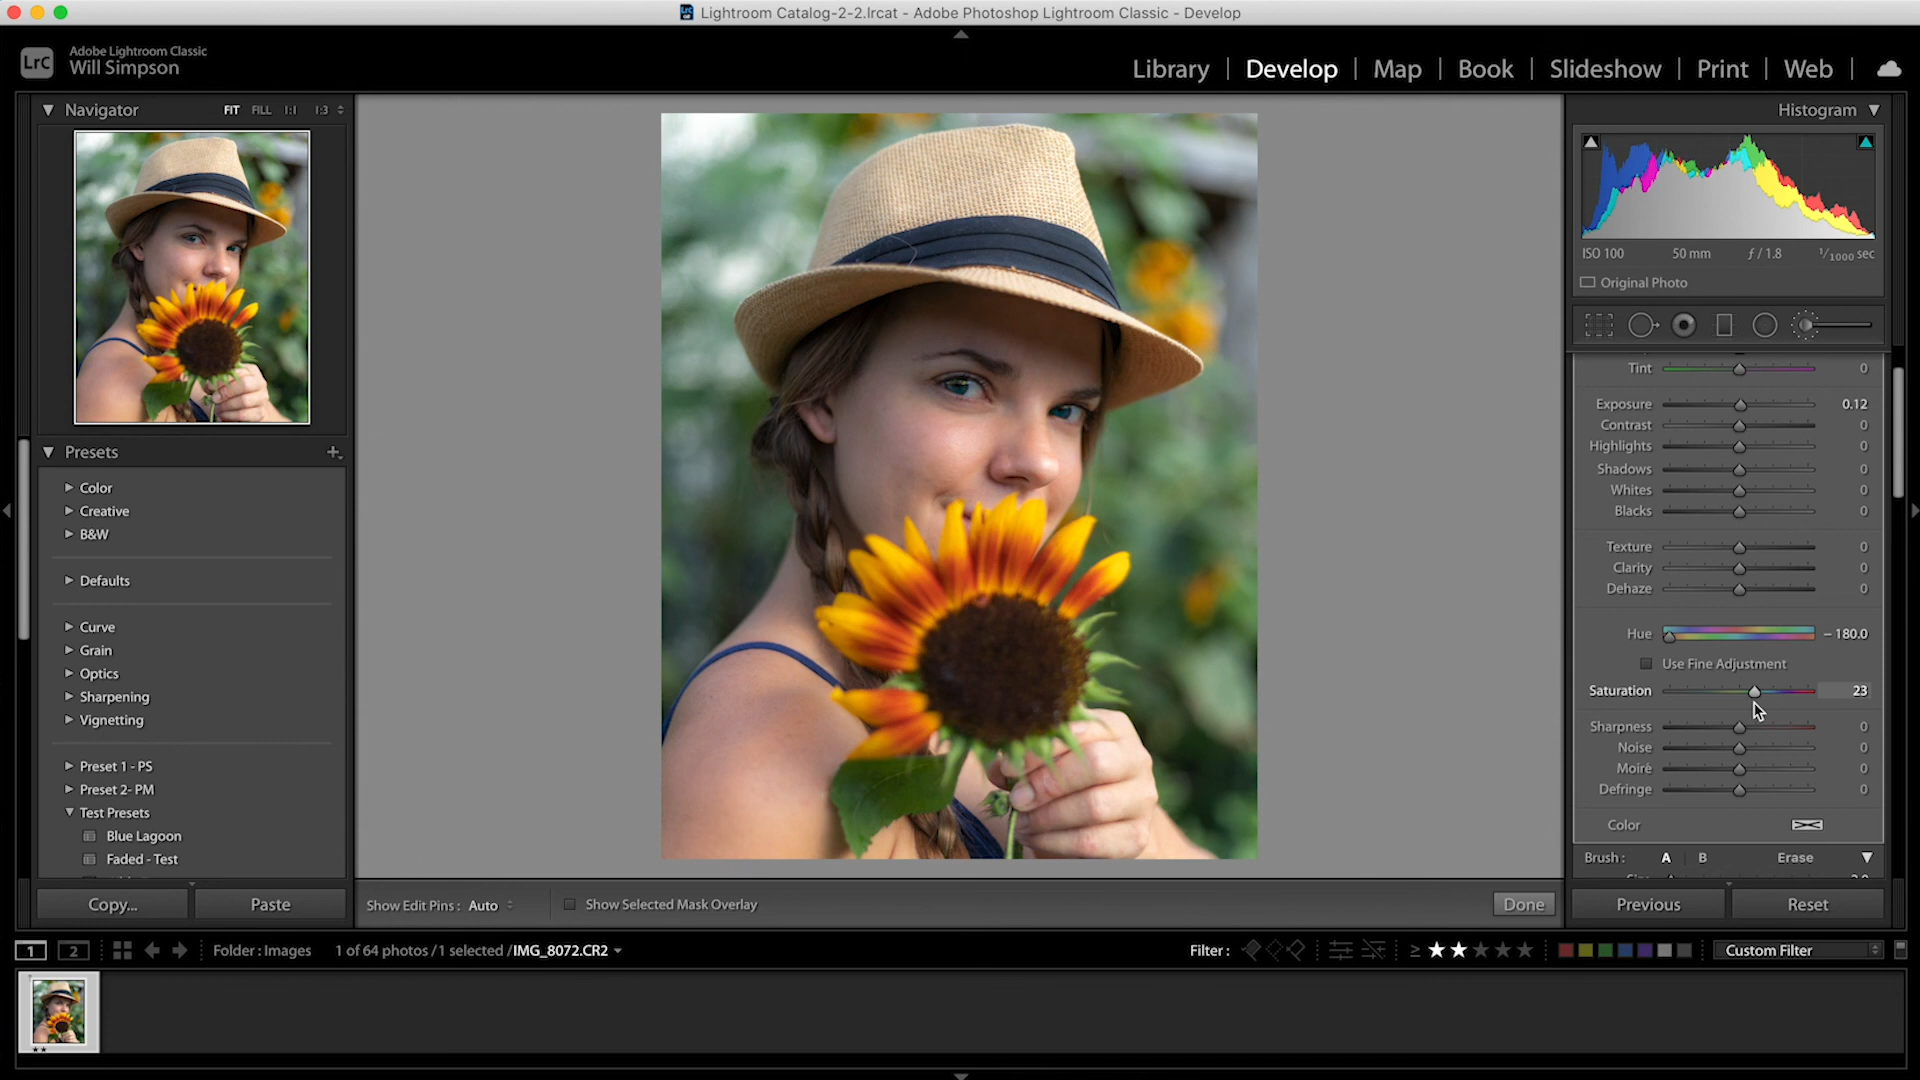 Lightroom Catalog-2-2.lrcat - Adobe Photoshop Lightroom Classic - Develop
LrC
Adobe Lightroom Classic
Will Simpson
Library | Develop | Map | Book | Slideshow | Print | Web |
Navigator FIT FILL 1:1 1:3
Histogram
ISO 100 50 mm ƒ / 1.8 1/1000 sec
Original Photo
Presets
Color
Creative
B&W
Defaults
Curve
Grain
Optics
Sharpening
Vignetting
Preset 1 - PS
Preset 2- PM
Test Presets
Blue Lagoon
Faded - Test
Copy... Paste
Tint 0
Exposure 0.12
Contrast 0
Highlights 0
Shadows 0
Whites 0
Blacks 0
Texture 0
Clarity 0
Dehaze 0
Hue – 180.0
Use Fine Adjustment
Saturation 23
Sharpness 0
Noise 0
Moiré 0
Defringe 0
Color
Brush : A B Erase
Show Edit Pins : Auto Show Selected Mask Overlay Done
Previous Reset
1 2 Folder : Images 1 of 64 photos / 1 selected / IMG_8072.CR2 Filter : ≥ ★★★★★ Custom Filter
★★